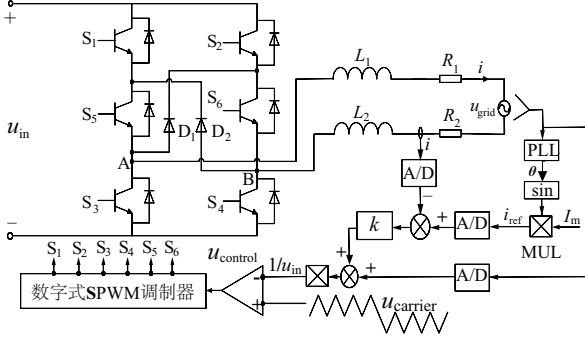 +
S1
S2
L1
R1
i
uin
S5
D1
D2
S6
ugrid
L2
R2
A
B
i
PLL
θ
sin
S3
S4
A/D
−
−
k
+
A/D
iref
Im
MUL
S1 S2 S3 S4 S5 S6
ucontrol
1/uin
+
+
A/D
数字式SPWM调制器
-
+
ucarrier